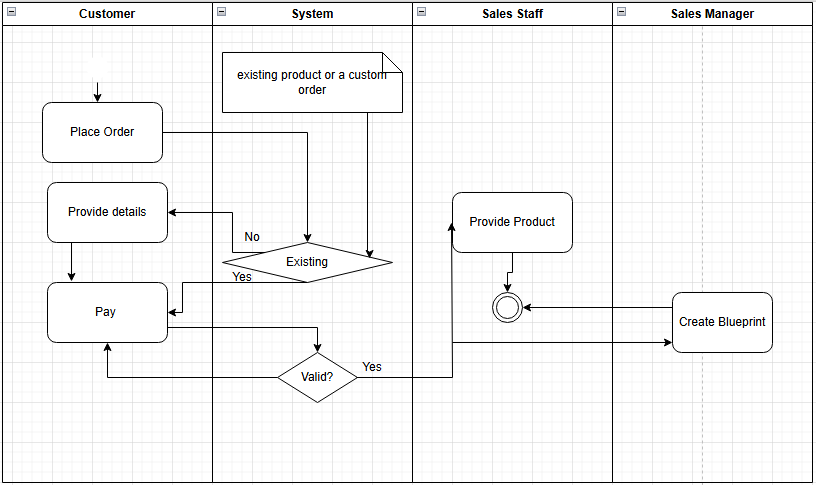 Customer
System
Sales Staff
Sales Manager
existing product or a custom
order
Place Order
Provide details
No
Provide Product
Existing
Yes
Pay
Create Blueprint
Valid?
Yes